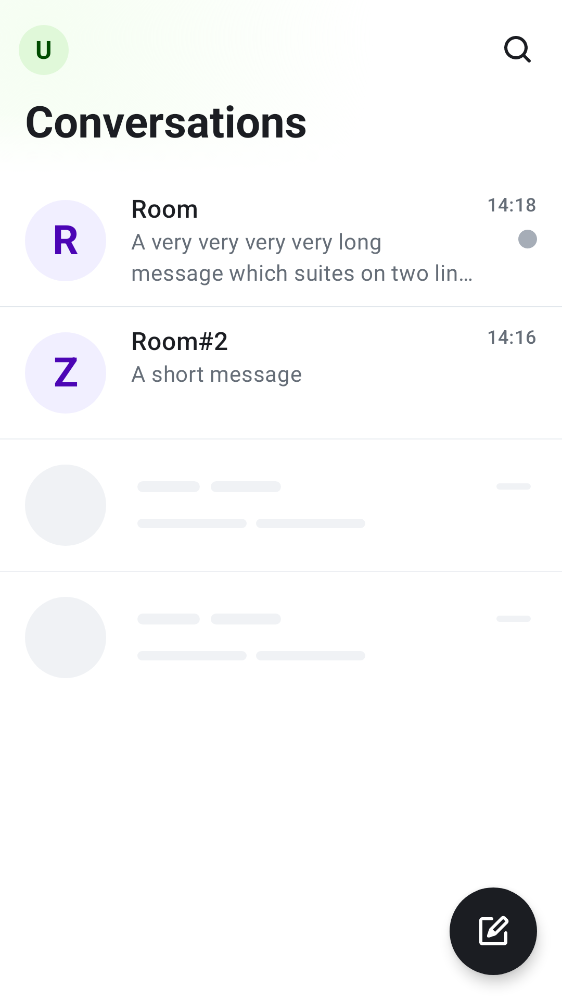 U
Conversations
R
Room
14:18
A very very very very long
message which suites on two lin…
Z
Room#2
14:16
A short message